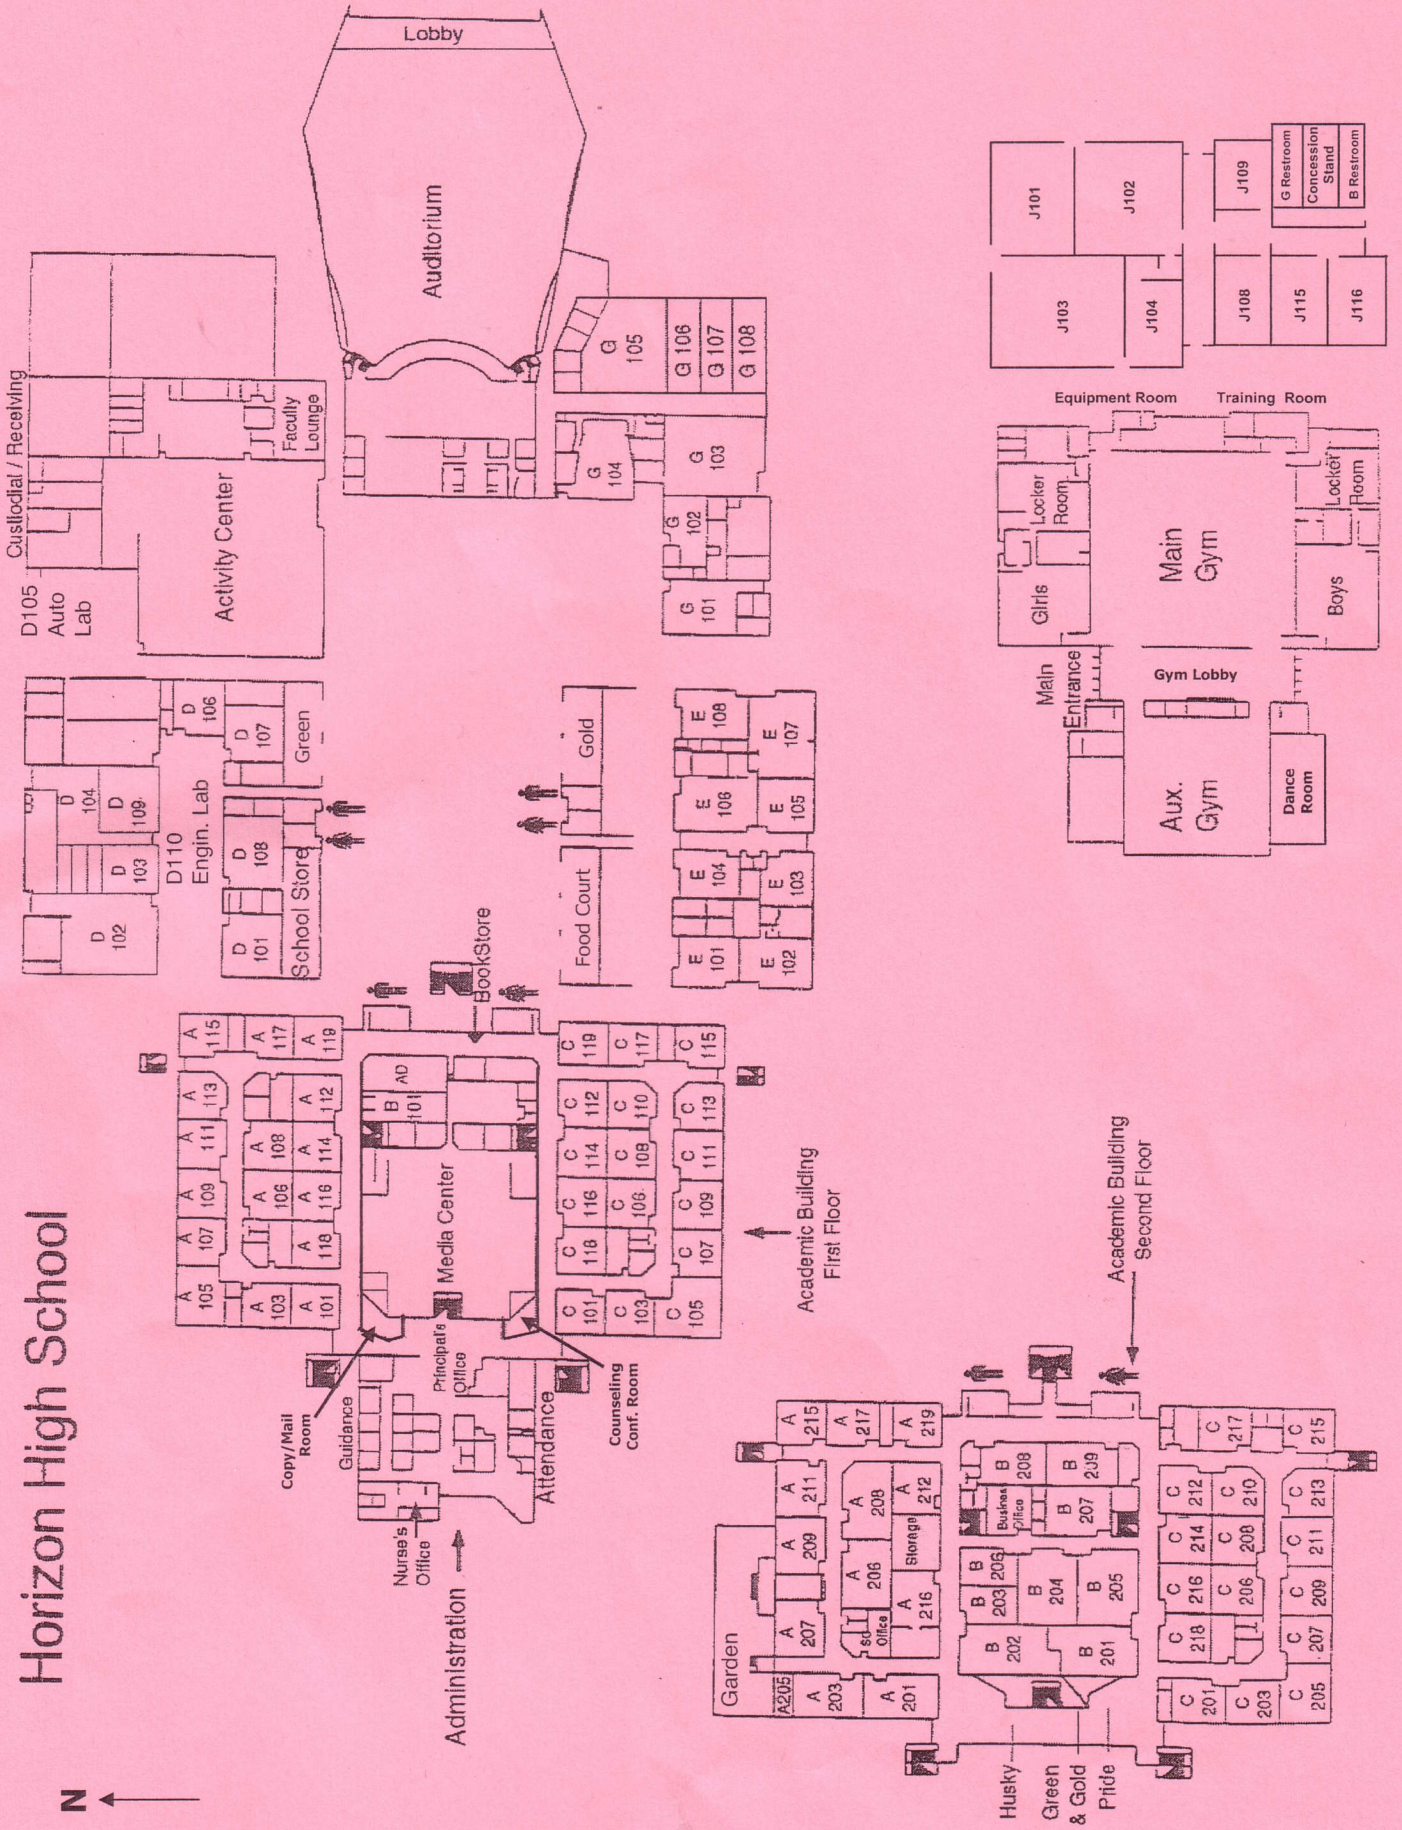 Horizon High School
N
Custiodial / Receiving
D105
Auto
Lab
Activity Center
Faculty
Lounge
Lobby
Auditorium
G
105
G 106
G 107
G 108
G
104
G
103
G
102
G
101
D
102
D
103
D
104
D
109
D110
Engin. Lab
D
106
D
107
Green
D
108
D
101
School Store
Gold
Food Court
E
101
E
102
E
103
E
104
E
105
E
106
E
107
E
108
BookStore
A
115
A
117
A
119
A
113
A
111
A
109
A
107
A
105
A
112
A
108
A
114
A
106
A
116
A
118
A
103
A
101
AD
B
101
Media Center
C
119
C
117
C
115
C
112
C
110
C
113
C
114
C
108
C
111
C
116
C
106
C
109
C
118
C
107
C
101
C
103
C
105
Academic Building
First Floor
Copy/Mail
Room
Guidance
Principal's
Office
Attendance
Counseling
Conf. Room
Nurse's
Office
Administration
Academic Building
Second Floor
Garden
A
215
A
217
A
219
A
211
A
209
A
207
A205
A
203
A
201
A
208
A
212
Storage
A
206
A
216
SG
Office
B
208
B
209
Business
Office
B
207
B
206
B
203
B
204
B
205
B
202
B
201
C
217
C
215
C
212
C
210
C
213
C
214
C
208
C
211
C
216
C
206
C
209
C
218
C
207
C
201
C
203
C
205
Husky
Green
& Gold
Pride
J101
J102
J103
J104
J109
J108
J115
J116
G Restroom
Concession
Stand
B Restroom
Equipment Room
Training Room
Locker
Room
Girls
Main
Gym
Locker
Room
Boys
Main
Entrance
Gym Lobby
Aux.
Gym
Dance
Room